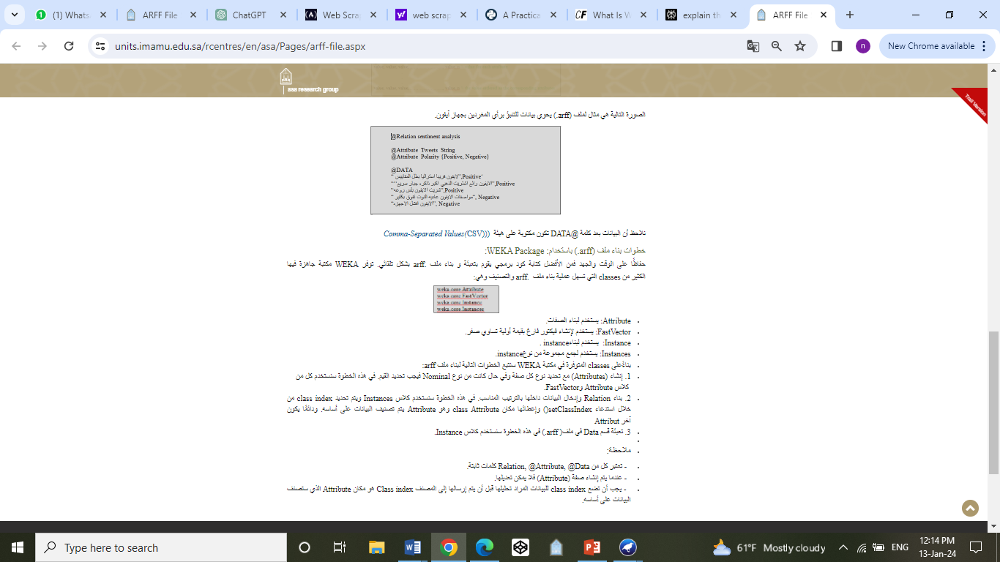 (1) Whats
ARFF File
ChatGPT
Web Scra
web scrap
A Practica
What Is W
explain th
ARFF File
units.imamu.edu.sa/rcentres/en/asa/Pages/arff-file.aspx
n
New Chrome available
asa research group
Trail Version
الصورة التالية هي مثال لملف (arff.) يحوي بيانات للتنبؤ برأي المغردين بجهاز أيفون.
@Relation sentiment analysis
@Attribute Tweets String
@Attribute Polarity {Positive, Negative}
@DATA
" لايفون قريبا استراليا بطل المقاييس",Positive'
"""الايفون رائع اشتريت الذهبي اكبر ذاكره جبار سريع",Positive
"شريت الايفون بلس روعه",Positive
" مواصفات الايفون عاديه النوت تفوق بكثير", Negative
"الايفون افشل الاجهزه", Negative
نلاحظ أن البيانات بعد كلمة @DATA تكون مكتوبة على هيئة (((Comma-Separated Values(CSV
خطوات بناء ملف (arff.) باستخدام: WEKA Package:
حفاظًا على الوقت والجهد فمن الأفضل كتابة كود برمجي يقوم بتعبئة و بناء ملف .arff بشكل تلقائي. توفر WEKA مكتبة جاهزة فيها
الكثير من classes التي تسهل عملية بناء ملف .arff والتصنيف وهي:
weka.core.Attribute
weka.core.FastVector
weka.core.Instance
weka.core.Instances
• Attribute: يستخدم لبناء الصفات.
• FastVector: يستخدم لإنشاء فيكتور فارغ بقيمة أولية تساوي صفر.
• Instance: يستخدم لبناء instance .
• Instances: يستخدم لجمع مجموعة من نوع instance.
• بناءً على classes المتوفرة في مكتبة WEKA سنتبع الخطوات التالية لبناء ملف arff:
• 1. إنشاء (Attributes) مع تحديد نوع كل صفة وفي حال كانت من نوع Nominal فيجب تحديد القيم. في هذه الخطوة سنستخدم كل من
كلاس Attribute وFastVector.
• 2. بناء Relation وإدخال البيانات داخلها بالترتيب المناسب. في هذه الخطوة سنستخدم كلاس Instances ويتم تحديد class index من
خلال استدعاء setClassIndex() وإعطائها مكان class Attribute وهو Attribute يتم تصنيف البيانات على أساسه. ودائمًا يكون
آخر Attribut
• 3. تعبئة قسم Data في ملف( arff.) في هذه الخطوة سنستخدم كلاس Instance.
•
• ملاحظة:
• - تعتبر كل من Relation, @Attribute, @Data كلمات ثابتة.
• - عندما يتم إنشاء صفة (Attribute) فلا يمكن تعديلها.
• - يجب أن تضع class index للبيانات المراد تحليلها قبل أن يتم إرسالها إلى المصنف Class index هو مكان Attribute الذي ستصنف
البيانات على أساسه.
Type here to search
61°F Mostly cloudy
ENG
12:14 PM
13-Jan-24